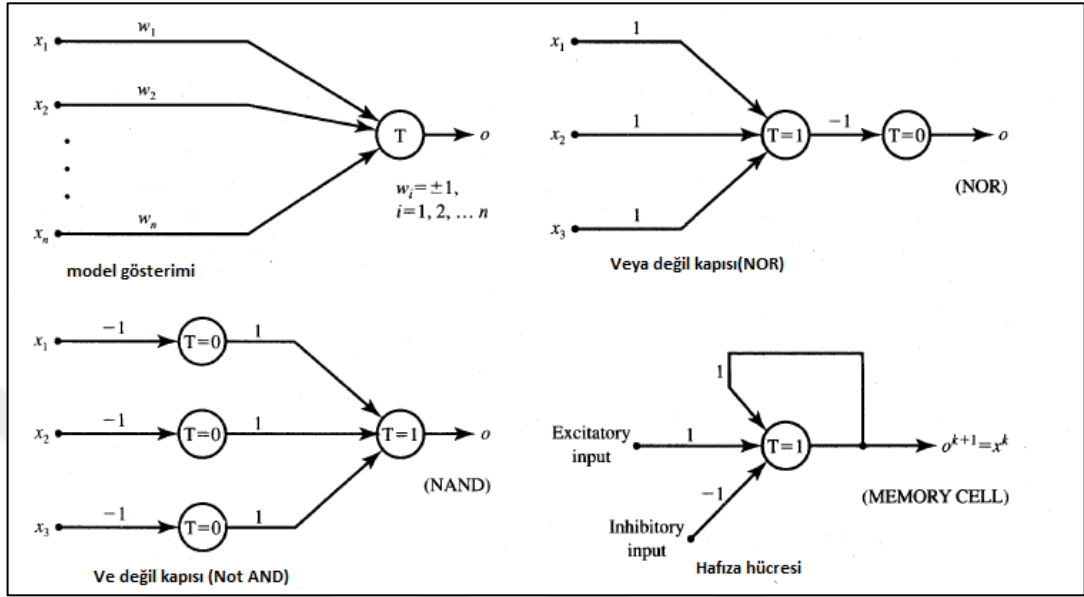 x₁ w₁
x₂ w₂
T o
wᵢ = ±1,
i=1, 2, … n
xₙ wₙ
model gösterimi
x₁ 1
x₂ 1 T=1 −1 T=0 o
(NOR)
x₃ 1
Veya değil kapısı(NOR)
x₁ −1 T=0 1
x₂ −1 T=0 1 T=1 o
(NAND)
x₃ −1 T=0 1
Ve değil kapısı (Not AND)
1
Excitatory
input
1 T=1 oᵏ⁺¹=xᵏ
−1
(MEMORY CELL)
Inhibitory
input
Hafıza hücresi